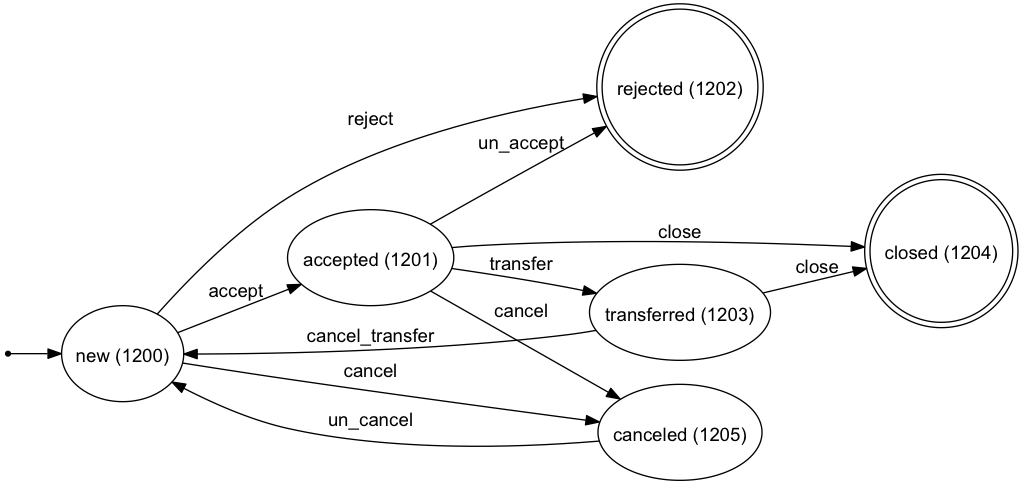 rejected (1202)
reject
un_accept
close
closed (1204)
accepted (1201)
transfer
close
accept
cancel
transferred (1203)
cancel_transfer
new (1200)
cancel
un_cancel
canceled (1205)